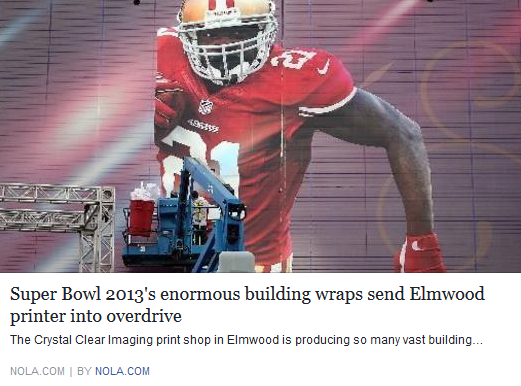 Super Bowl 2013's enormous building wraps send Elmwood
printer into overdrive
The Crystal Clear Imaging print shop in Elmwood is producing so many vast building...
NOLA.COM | BY NOLA.COM